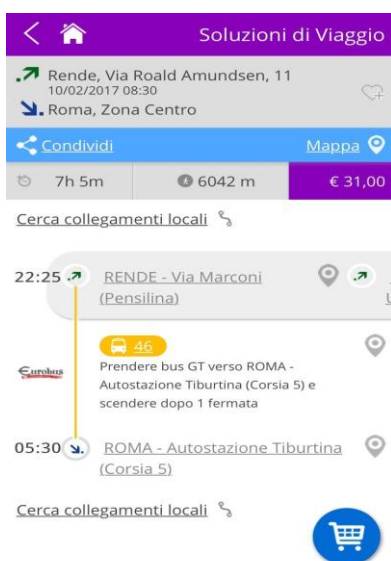 Soluzioni di Viaggio
Rende, Via Roald Amundsen, 11
10/02/2017 08:30
Roma, Zona Centro
Condividi
Mappa
7h 5m
6042 m
€ 31,00
Cerca collegamenti locali
22:25
RENDE - Via Marconi
(Pensilina)
46
Eurobus
Prendere bus GT verso ROMA -
Autostazione Tiburtina (Corsia 5) e
scendere dopo 1 fermata
05:30
ROMA - Autostazione Tiburtina
(Corsia 5)
Cerca collegamenti locali